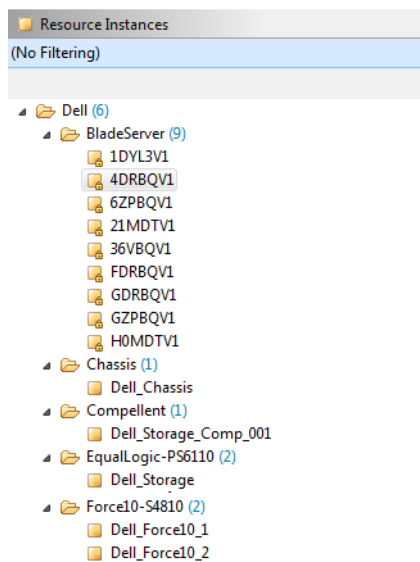 Resource Instances
(No Filtering)
Dell (6)
BladeServer (9)
1DYL3V1
4DRBQV1
6ZPBQV1
21MDTV1
36VBQV1
FDRBQV1
GDRBQV1
GZPBQV1
H0MDTV1
Chassis (1)
Dell_Chassis
Compellent (1)
Dell_Storage_Comp_001
EqualLogic-PS6110 (2)
Dell_Storage
Force10-S4810 (2)
Dell_Force10_1
Dell_Force10_2